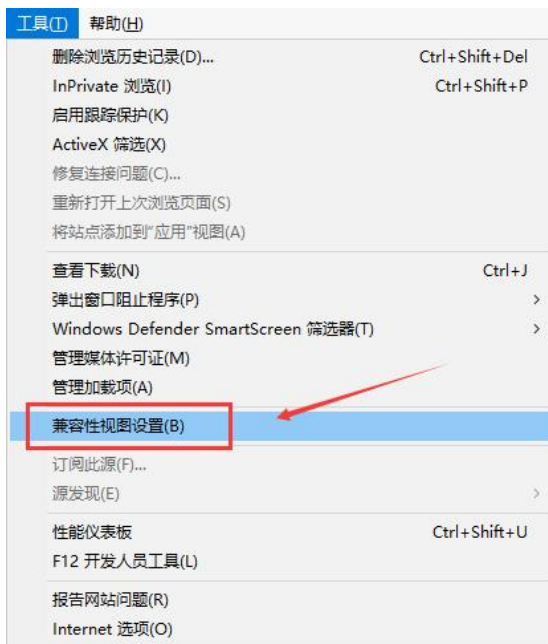 工具(T) 帮助(H)
删除浏览历史记录(D)... Ctrl+Shift+Del
InPrivate 浏览(I) Ctrl+Shift+P
启用跟踪保护(K)
ActiveX 筛选(X)
修复连接问题(C)...
重新打开上次浏览页面(S)
将站点添加到“应用”视图(A)
查看下载(N) Ctrl+J
弹出窗口阻止程序(P)
Windows Defender SmartScreen 筛选器(T)
管理媒体许可证(M)
管理加载项(A)
兼容性视图设置(B)
订阅此源(F)...
源发现(E)
性能仪表板 Ctrl+Shift+U
F12 开发人员工具(L)
报告网站问题(R)
Internet 选项(O)